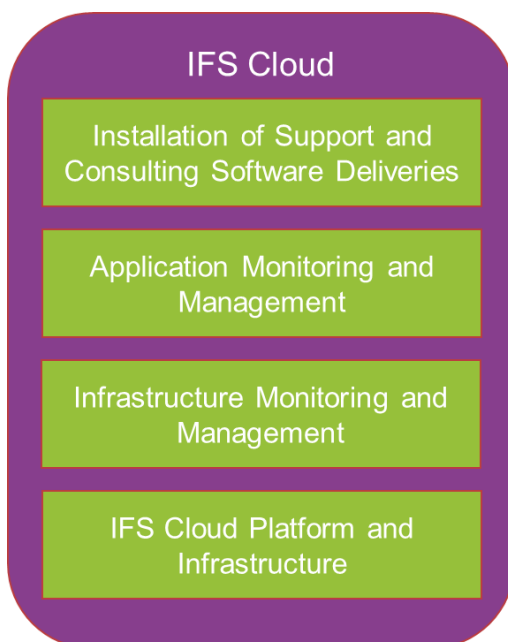 IFS Cloud
Installation of Support and
Consulting Software Deliveries
Application Monitoring and
Management
Infrastructure Monitoring and
Management
IFS Cloud Platform and
Infrastructure